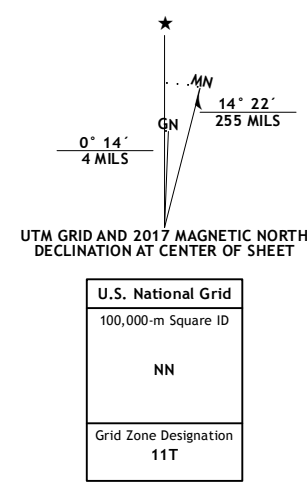 ★
MN
14° 22´
255 MILS
GN
0° 14´
4 MILS
UTM GRID AND 2017 MAGNETIC NORTH
DECLINATION AT CENTER OF SHEET
U.S. National Grid
100,000-m Square ID
NN
Grid Zone Designation
11T